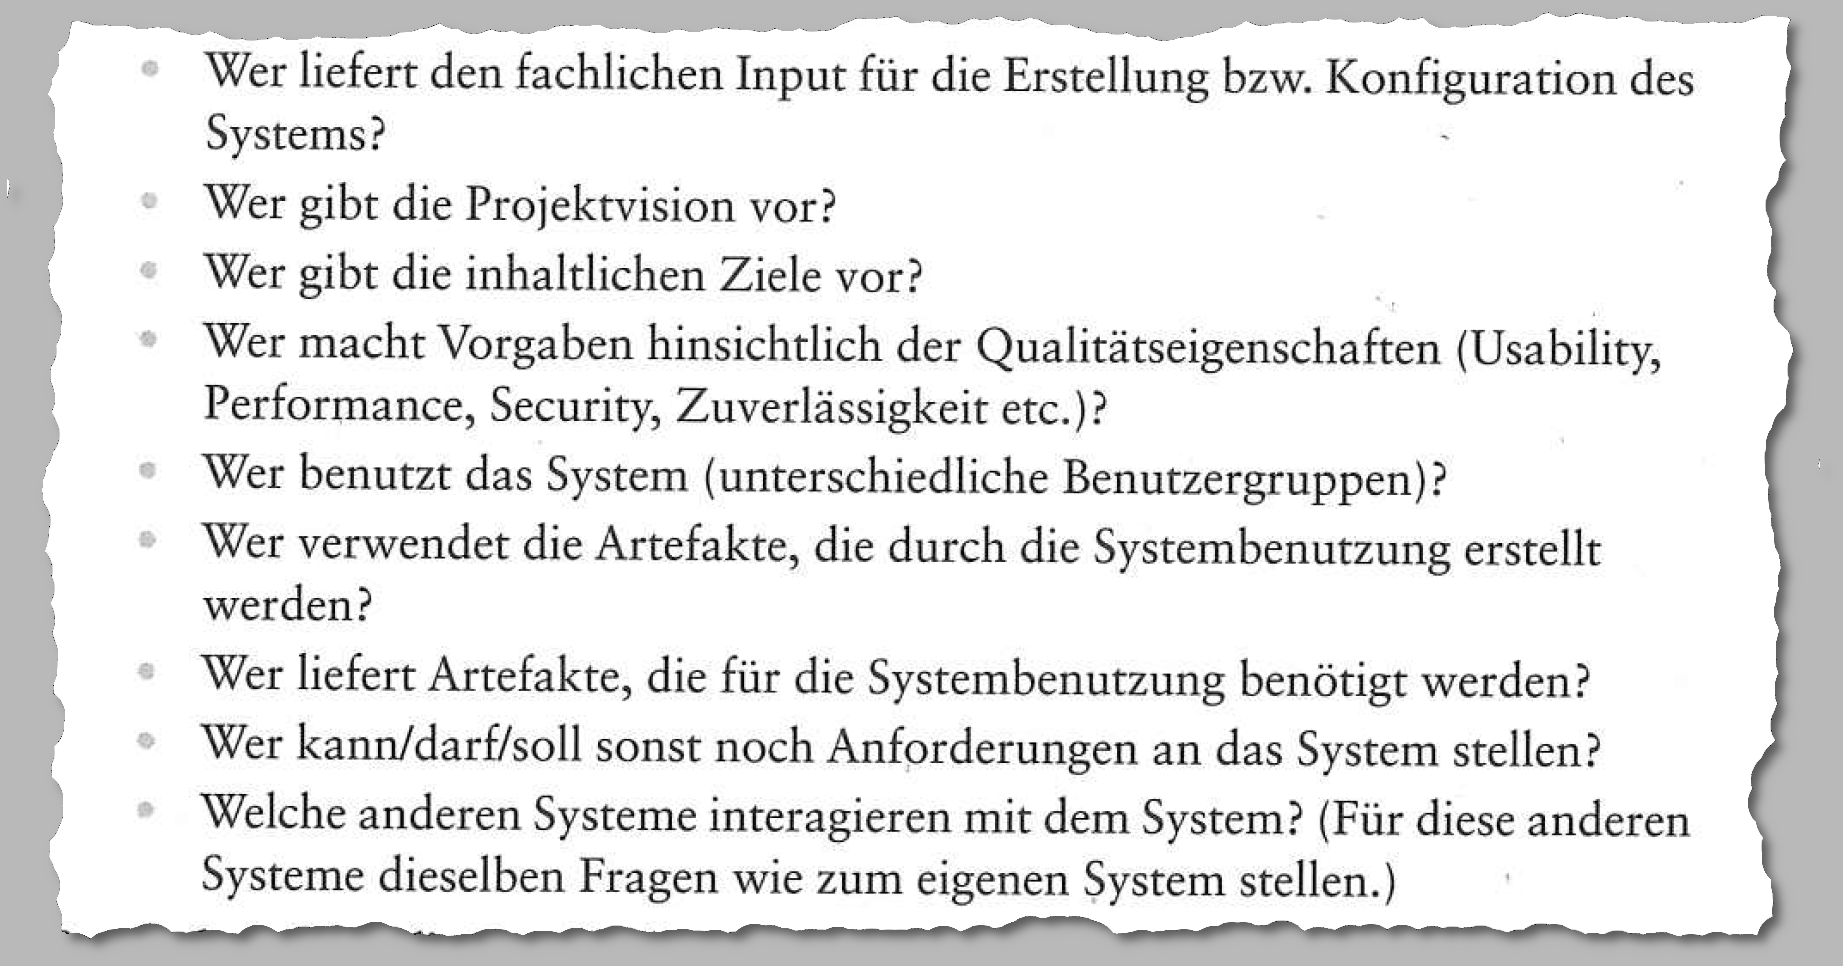 • Wer liefert den fachlichen Input für die Erstellung bzw. Konfiguration des
Systems?
• Wer gibt die Projektvision vor?
• Wer gibt die inhaltlichen Ziele vor?
• Wer macht Vorgaben hinsichtlich der Qualitätseigenschaften (Usability,
Performance, Security, Zuverlässigkeit etc.)?
• Wer benutzt das System (unterschiedliche Benutzergruppen)?
• Wer verwendet die Artefakte, die durch die Systembenutzung erstellt
werden?
• Wer liefert Artefakte, die für die Systembenutzung benötigt werden?
• Wer kann/darf/soll sonst noch Anforderungen an das System stellen?
• Welche anderen Systeme interagieren mit dem System? (Für diese anderen
Systeme dieselben Fragen wie zum eigenen System stellen.)